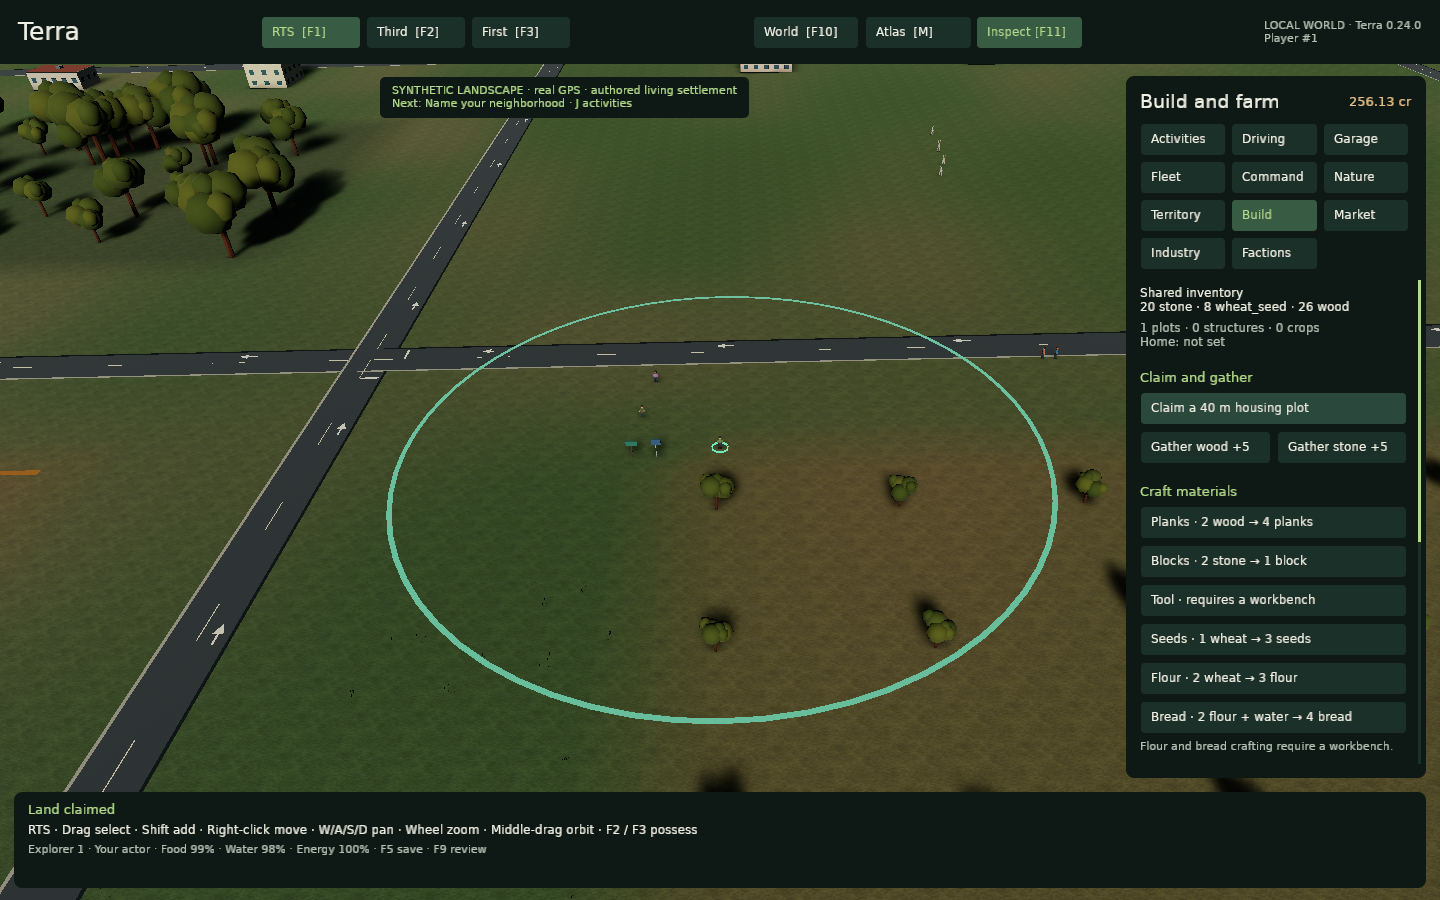 Terra
RTS [F1]
Third [F2]
First [F3]
World [F10]
Atlas [M]
Inspect [F11]
LOCAL WORLD · Terra 0.24.0
Player #1
SYNTHETIC LANDSCAPE · real GPS · authored living settlement
Next: Name your neighborhood · J activities
Build and farm
256.13 cr
Activities
Driving
Garage
Fleet
Command
Nature
Territory
Build
Market
Industry
Factions
Shared inventory
20 stone · 8 wheat_seed · 26 wood
1 plots · 0 structures · 0 crops
Home: not set
Claim and gather
Claim a 40 m housing plot
Gather wood +5
Gather stone +5
Craft materials
Planks · 2 wood → 4 planks
Blocks · 2 stone → 1 block
Tool · requires a workbench
Seeds · 1 wheat → 3 seeds
Flour · 2 wheat → 3 flour
Bread · 2 flour + water → 4 bread
Flour and bread crafting require a workbench.
Land claimed
RTS · Drag select · Shift add · Right-click move · W/A/S/D pan · Wheel zoom · Middle-drag orbit · F2 / F3 possess
Explorer 1 · Your actor · Food 99% · Water 98% · Energy 100% · F5 save · F9 review